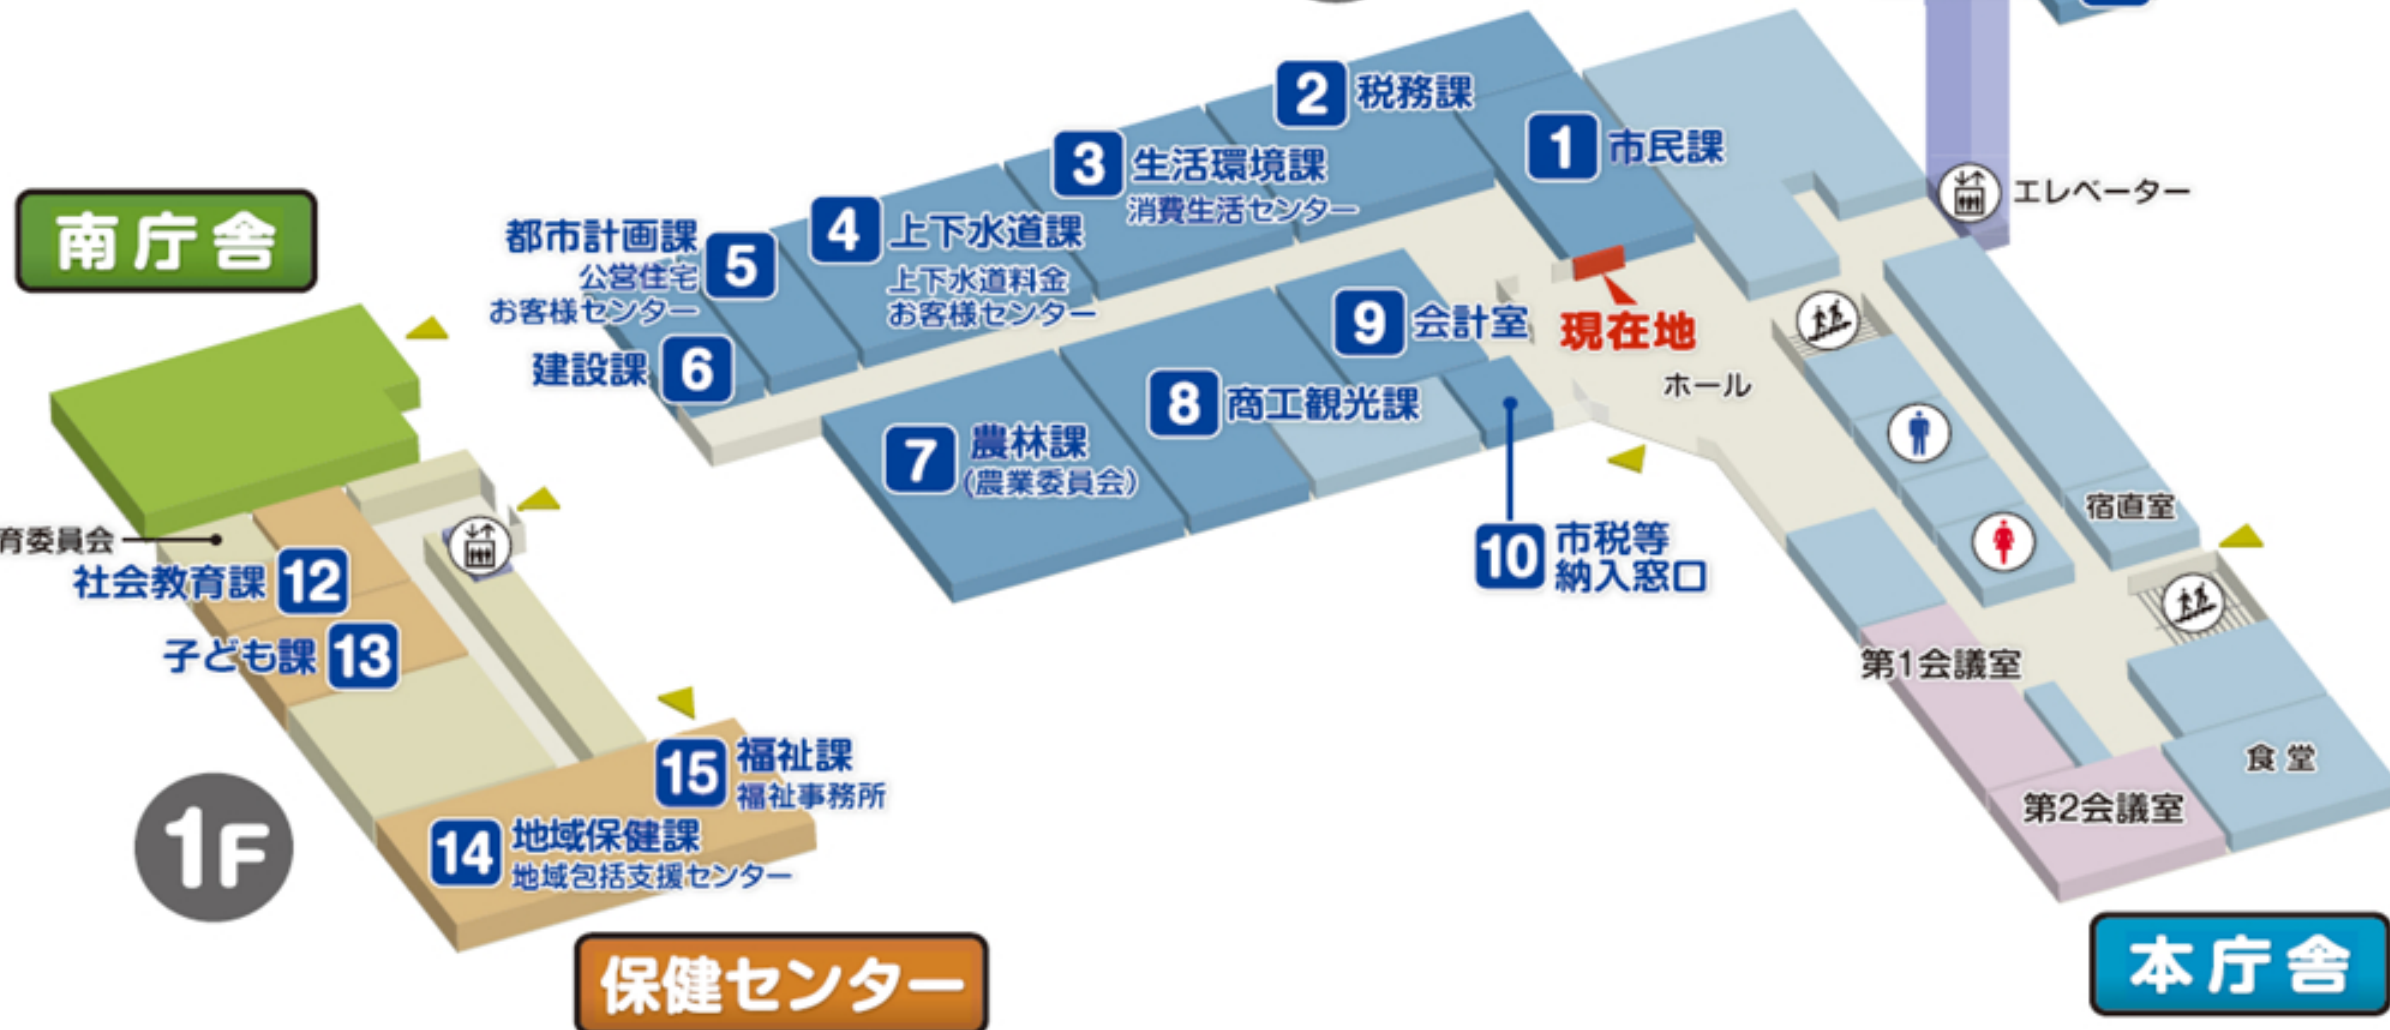 2 税務課
1 市民課
3 生活環境課
消費生活センター
エレベーター
南庁舎
4 上下水道課
上下水道料金
お客様センター
都市計画課 5
公営住宅
お客様センター
9 会計室
現在地
建設課 6
ホール
8 商工観光課
7 農林課
(農業委員会)
宿直室
10 市税等
納入窓口
育委員会
社会教育課 12
子ども課 13
第1会議室
15 福祉課
福祉事務所
食堂
第2会議室
1F
14 地域保健課
地域包括支援センター
保健センター
本庁舎